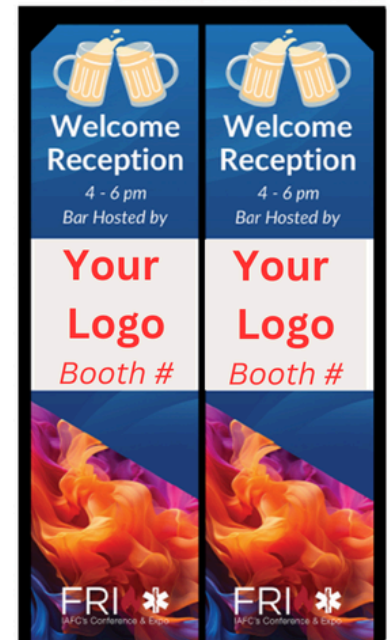 Welcome
Reception
4 - 6 pm
Bar Hosted by
Your
Logo
Booth #
FRI
IAFC's Conference & Expo
Welcome
Reception
4 - 6 pm
Bar Hosted by
Your
Logo
Booth #
FRI
IAFC's Conference & Expo